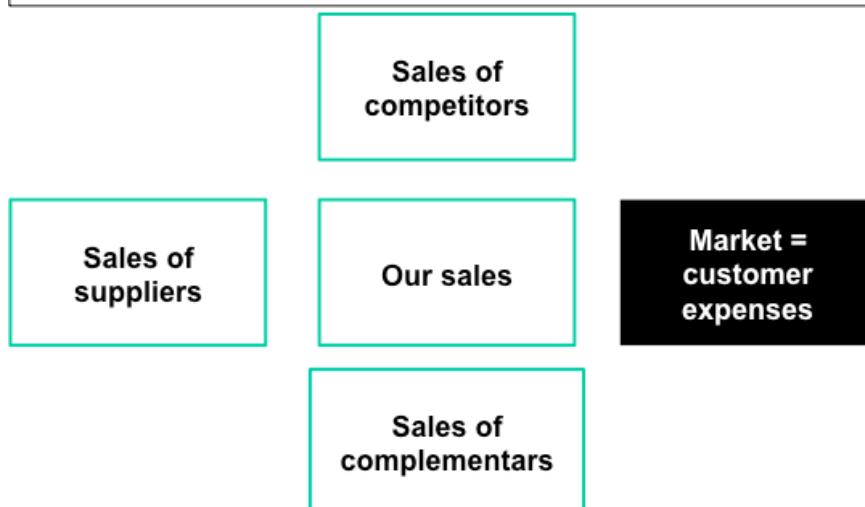 Sales of
competitors
Sales of
suppliers
Our sales
Market =
customer
expenses
Sales of
complementars